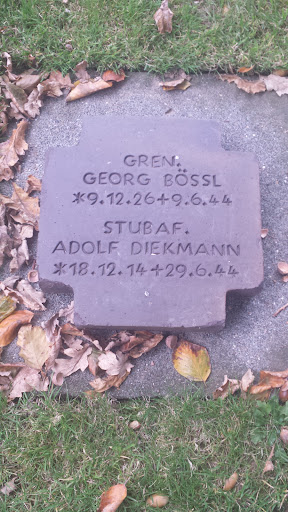 GREN.
GEORG BÖSSL
*9.12.26+9.6.44
STUBAF.
ADOLF DIEKMANN
*18.12.14+29.6.44